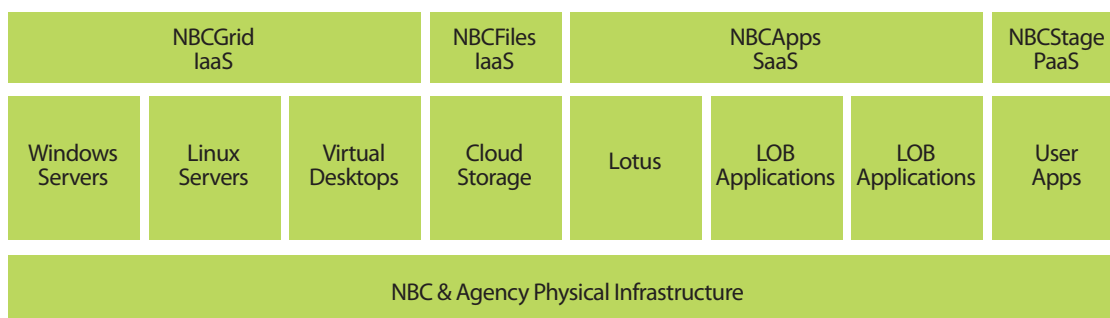 NBCGrid
IaaS
NBCFiles
IaaS
NBCApps
SaaS
NBCStage
PaaS
Windows
Servers
Linux
Servers
Virtual
Desktops
Cloud
Storage
Lotus
LOB
Applications
LOB
Applications
User
Apps
NBC & Agency Physical Infrastructure